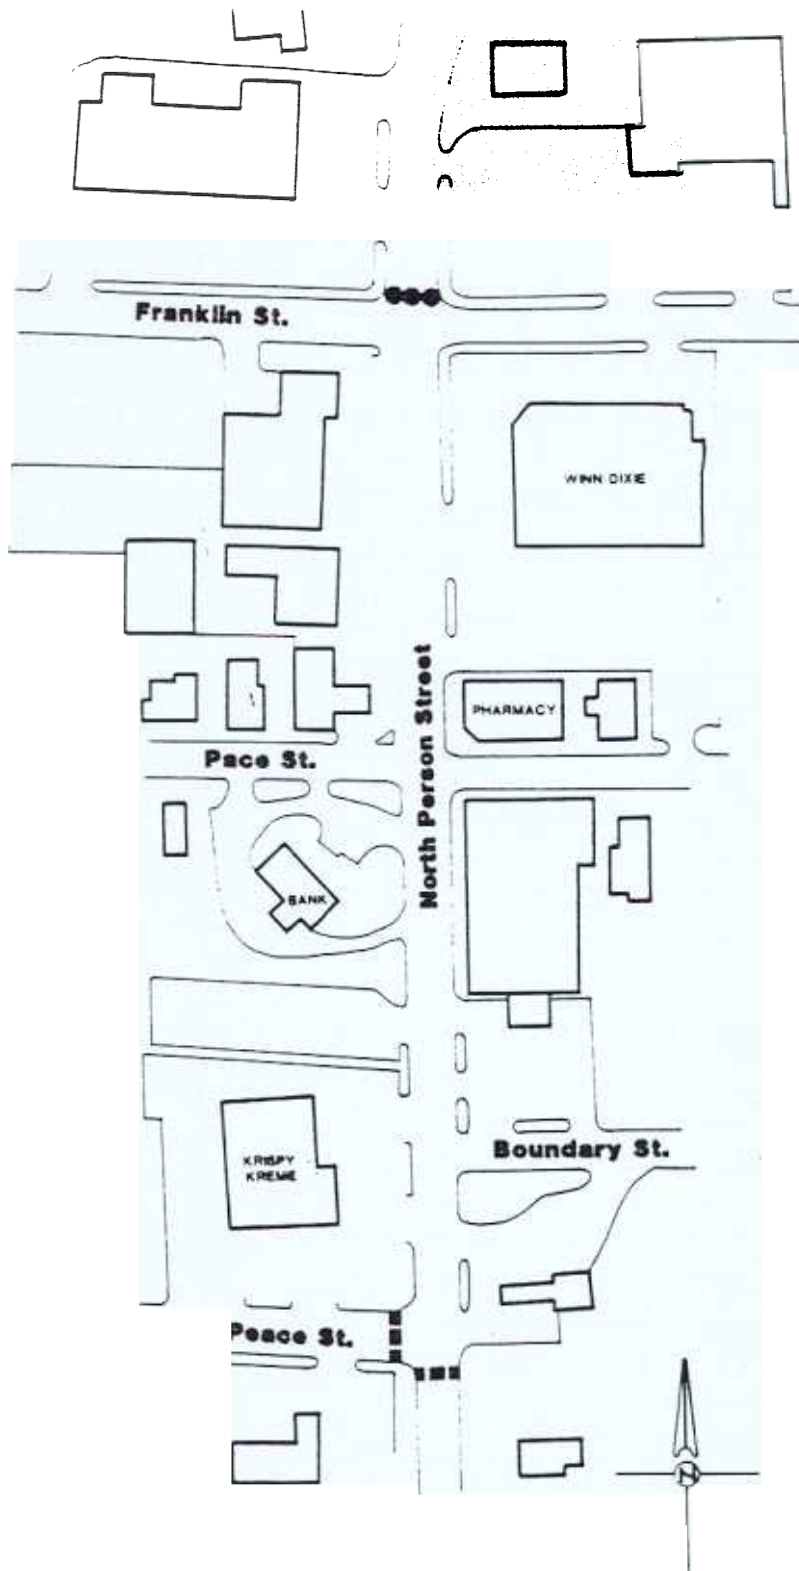 Franklin St.
WINN DIXIE
North Person Street
PHARMACY
Pace St.
BANK
KRISPY
KREME
Boundary St.
Peace St.
N